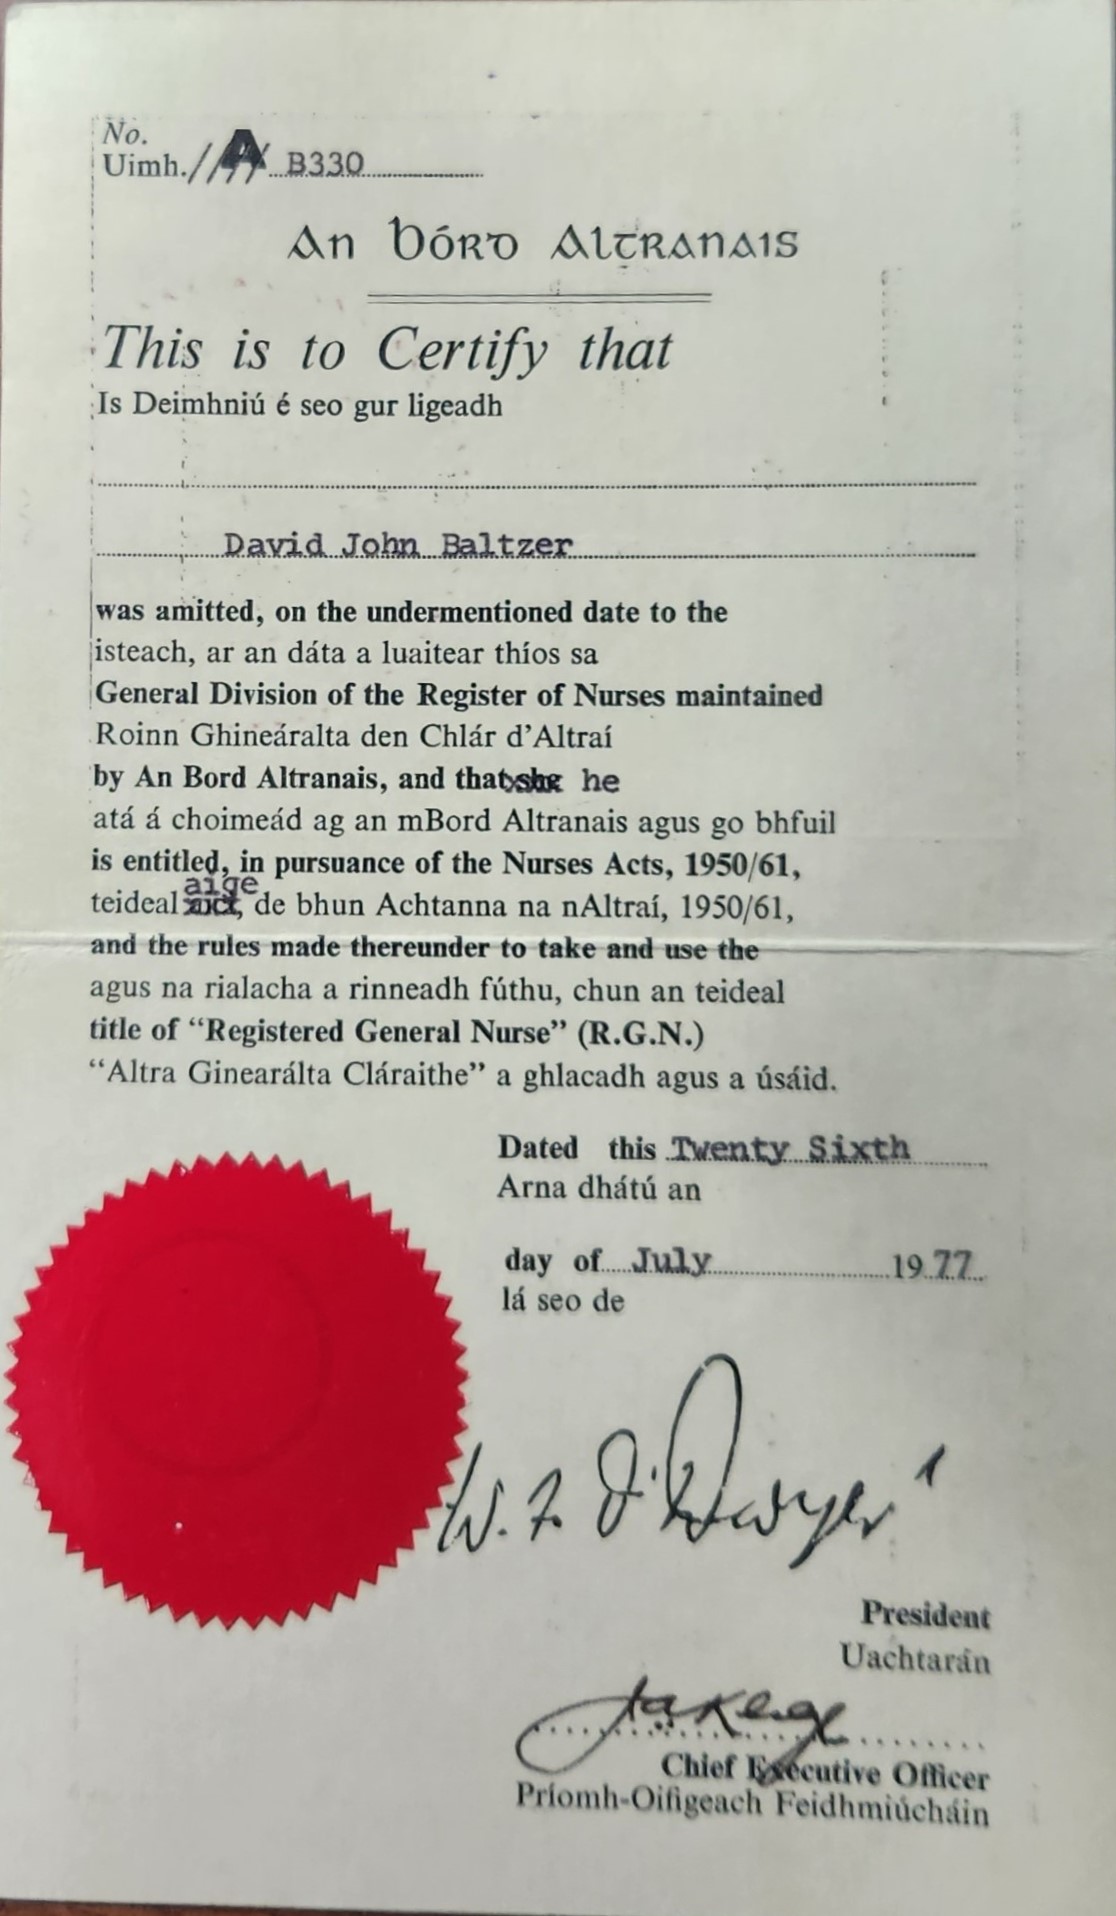 No.
Uimh. A B330
An Bórd Altranais
This is to Certify that
Is Deimhniú é seo gur ligeadh
David John Baltzer
was amitted, on the undermentioned date to the
isteach, ar an dáta a luaitear thíos sa
General Division of the Register of Nurses maintained
Roinn Ghineáralta den Chlár d'Altraí
by An Bord Altranais, and that she he
atá á choimeád ag an mBord Altranais agus go bhfuil
is entitled, in pursuance of the Nurses Acts, 1950/61,
aige
teideal aici, de bhun Achtanna na nAltraí, 1950/61,
and the rules made thereunder to take and use the
agus na rialacha a rinneadh fúthu, chun an teideal
title of “Registered General Nurse” (R.G.N.)
“Altra Ginearálta Cláraithe” a ghlacadh agus a úsáid.
Dated this Twenty Sixth
Arna dhátú an
day of July 1977
lá seo de
W. F. O'Dwyer
President
Uachtarán
Chief Executive Officer
Príomh-Oifigeach Feidhmiúcháin